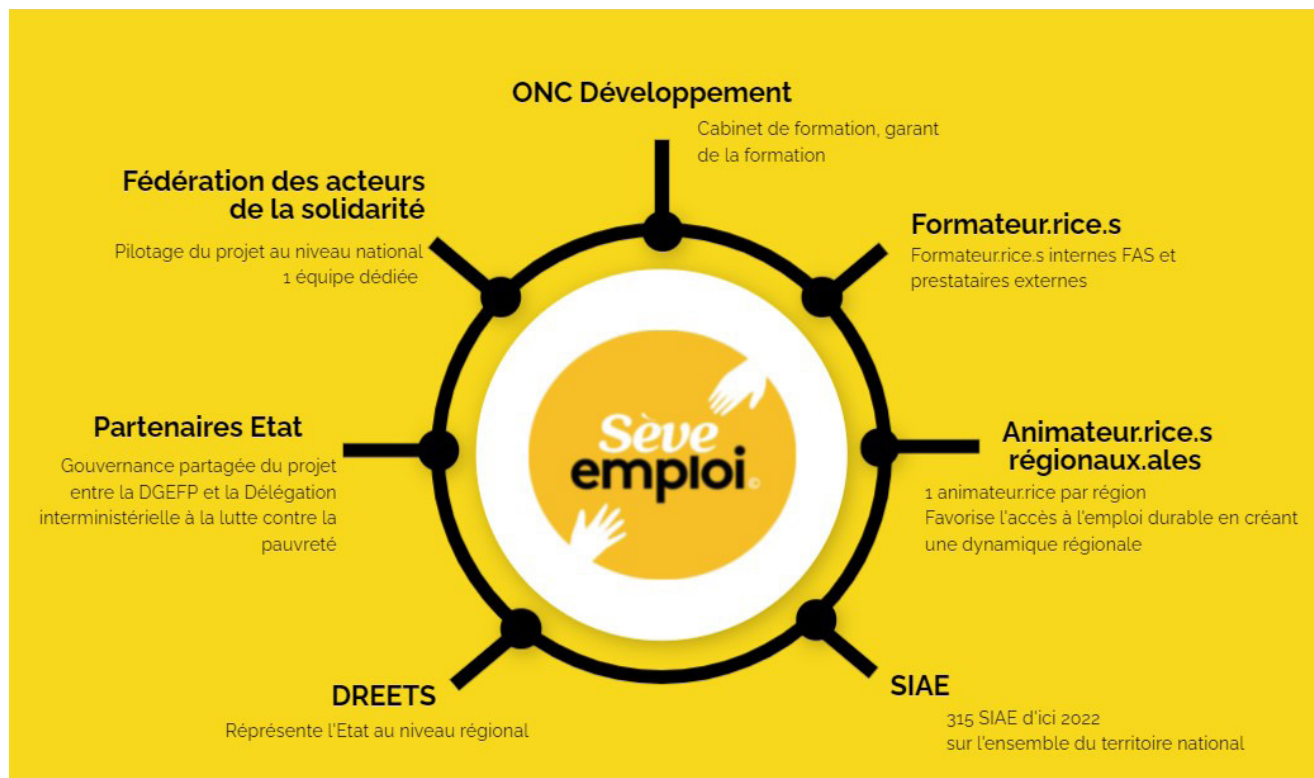 ONC Développement
Cabinet de formation, garant
de la formation
Fédération des acteurs
de la solidarité
Pilotage du projet au niveau national
1 équipe dédiée
Formateur.rice.s
Formateur.rice.s internes FAS et
prestataires externes
Partenaires Etat
Gouvernance partagée du projet
entre la DGEFP et la Délégation
interministérielle à la lutte contre la
pauvreté
Sève
emploi©
Animateur.rice.s
régionaux.ales
1 animateur.rice par région
Favorise l'accès à l'emploi durable en créant
une dynamique régionale
DREETS
Réprésente l'Etat au niveau régional
SIAE
315 SIAE d'ici 2022
sur l'ensemble du territoire national